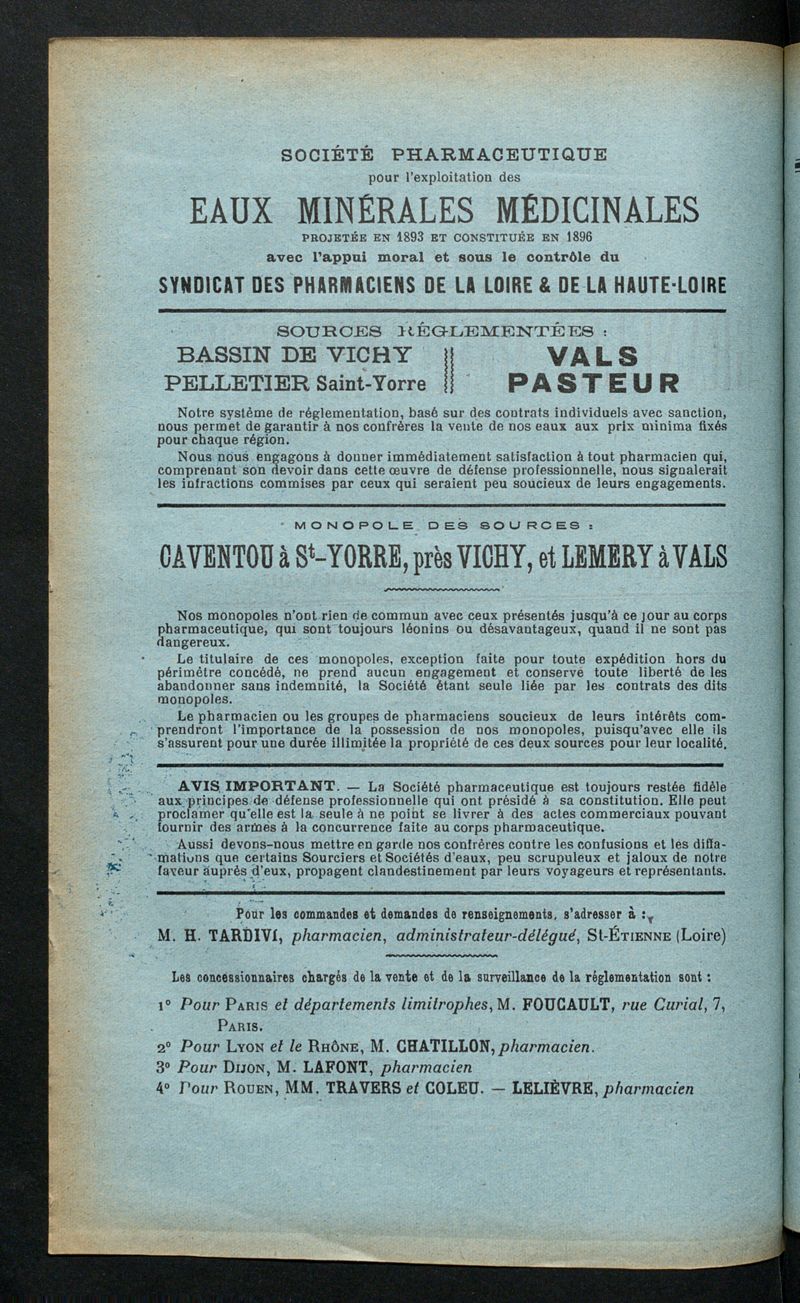 SOCIÉTÉ PHARMACEUTIQUE
pour l'exploitation des
EAUX MINÉRALES MÉDICINALES
PROJETÉE EN 1893 ET CONSTITUÉE EN 1896
avec l'appui moral et sous le contrôle du
SYNDICAT DES PHARMACIENS DE LA LOIRE & DE LA HAUTE-LOIRE
SOURCES RÉGLEMENTÉES :
BASSIN DE VICHY
PELLETIER Saint-Yorre
VALS
PASTEUR
Notre système de réglementation, basé sur des contrats individuels avec sanction,
nous permet de garantir à nos confrères la vente de nos eaux aux prix minima fixés
pour chaque région.
Nous nous engagons à donner immédiatement satisfaction à tout pharmacien qui,
comprenant son devoir dans cette œuvre de défense professionnelle, nous signalerait
les infractions commises par ceux qui seraient peu soucieux de leurs engagements.
MONOPOLE DES SOURCES :
CAVENTOU à St-YORRE, près VICHY, et LEMERY à VALS
Nos monopoles n'ont rien de commun avec ceux présentés jusqu'à ce jour au corps
pharmaceutique, qui sont toujours léonins ou désavantageux, quand il ne sont pas
dangereux.
Le titulaire de ces monopoles, exception faite pour toute expédition hors du
périmètre concédé, ne prend aucun engagement et conserve toute liberté de les
abandonner sans indemnité, la Société étant seule liée par les contrats des dits
monopoles.
Le pharmacien ou les groupes de pharmaciens soucieux de leurs intérêts com-
prendront l'importance de la possession de nos monopoles, puisqu'avec elle ils
s'assurent pour une durée illimitée la propriété de ces deux sources pour leur localité.
AVIS IMPORTANT. — La Société pharmaceutique est toujours restée fidèle
aux principes de défense professionnelle qui ont présidé à sa constitution. Elle peut
proclamer qu'elle est la seule à ne point se livrer à des actes commerciaux pouvant
fournir des armes à la concurrence faite au corps pharmaceutique.
Aussi devons-nous mettre en garde nos confrères contre les confusions et les diffa-
mations que certains Sourciers et Sociétés d'eaux, peu scrupuleux et jaloux de notre
faveur auprès d'eux, propagent clandestinement par leurs voyageurs et représentants.
Pour les commandes et demandes de renseignements, s'adresser à :
M. H. TARDIVI, pharmacien, administrateur-délégué, St-ÉTIENNE (Loire)
Les concessionnaires chargés de la vente et de la surveillance de la réglementation sont :
1° Pour PARIS et départements limitrophes, M. FOUCAULT, rue Curial, 7,
PARIS.
2° Pour LYON et le RHÔNE, M. CHATILLON, pharmacien.
3° Pour DIJON, M. LAFONT, pharmacien
4° Pour ROUEN, MM. TRAVERS et COLEU. — LELIÈVRE, pharmacien